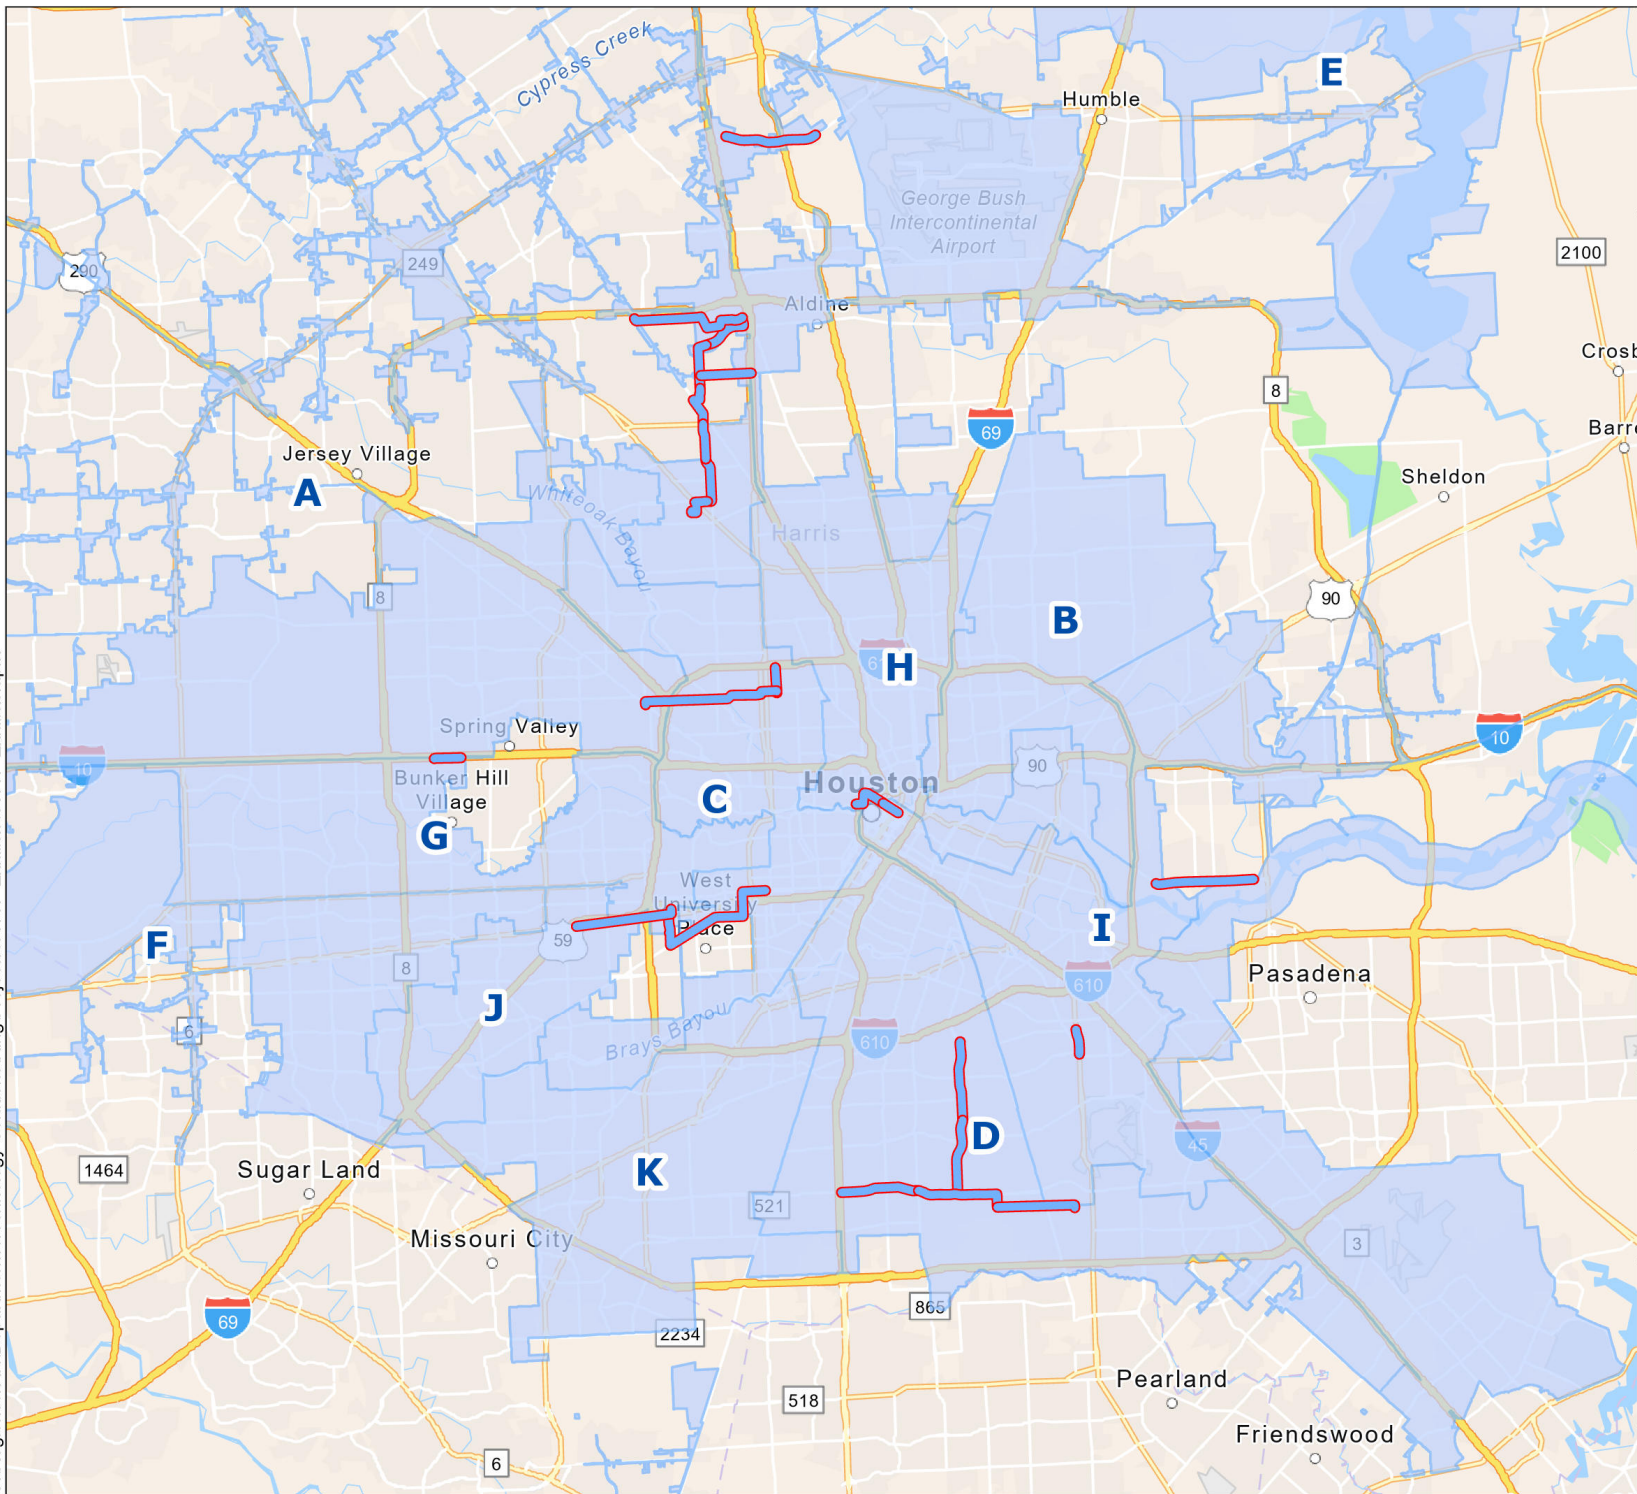 Cypress Creek
E
Humble
George Bush
Intercontinental
Airport
2100
290
249
Aldine
Crosb
8
69
Barre
Jersey Village
Sheldon
A
Whiteoak Bayou
Harris
8
90
B
H
Spring Valley
10
10
Bunker Hill
Village
90
Houston
C
G
West
University
Place
I
F
59
8
Pasadena
610
J
6
Brays Bayou
610
D
45
1464
Sugar Land
K
521
Missouri City
3
865
69
2234
Pearland
518
Friendswood
6